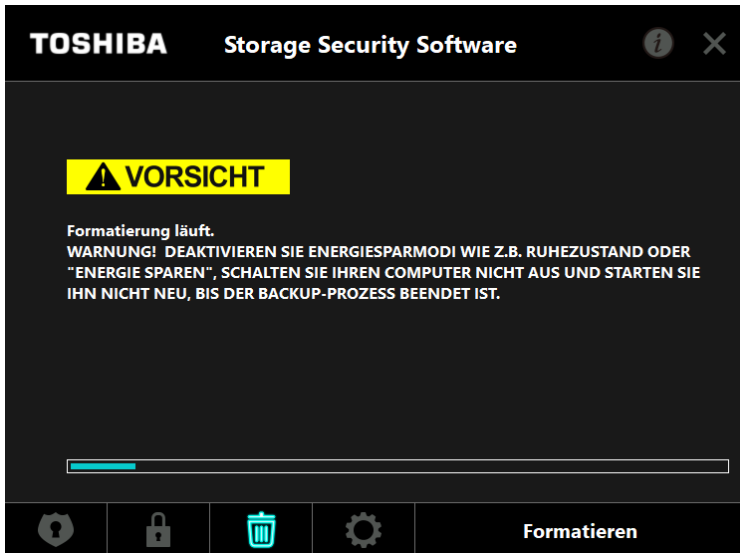 TOSHIBA Storage Security Software
VORSICHT
Formatierung läuft.
WARNUNG!  DEAKTIVIEREN SIE ENERGIESPARMODI WIE Z.B. RUHEZUSTAND ODER
"ENERGIE SPAREN", SCHALTEN SIE IHREN COMPUTER NICHT AUS UND STARTEN SIE
IHN NICHT NEU, BIS DER BACKUP-PROZESS BEENDET IST.
Formatieren